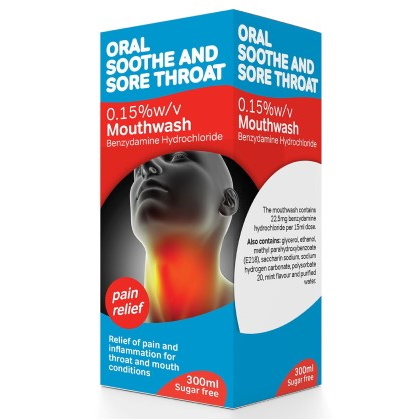 ORAL
SOOTHE AND
SORE THROAT
0.15%w/v
Mouthwash
Benzydamine Hydrochloride
pain
relief
Relief of pain and
inflammation for
throat and mouth
conditions
300ml
Sugar free
ORAL
SOOTHE AND
SORE THROAT
0.15%w/v
Mouthwash
Benzydamine Hydrochloride
The mouthwash contains
22.5mg benzydamine
hydrochloride per 15ml dose.
Also contains: glycerol, ethanol,
methyl parahydroxybenzoate
(E218), saccharin sodium, sodium
hydrogen carbonate, polysorbate
20, mint flavour and purified
water.
300ml
Sugar free